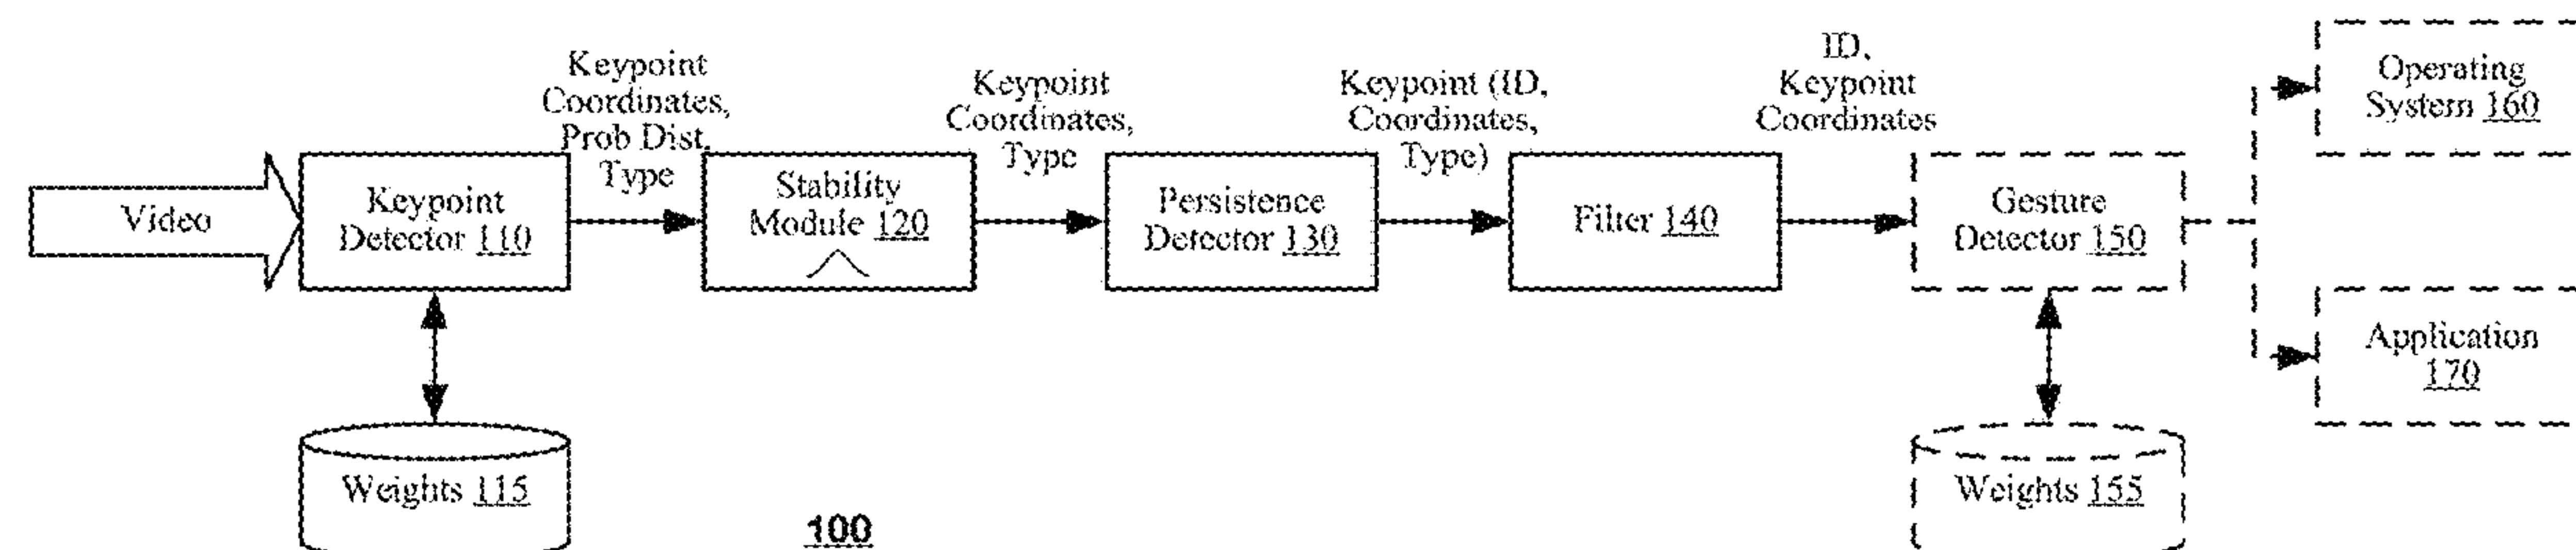 Video
Keypoint
Detector 110
Keypoint
Coordinates,
Prob Dist,
Type
Stability
Module 120
Keypoint
Coordinates,
Type
Persistence
Detector 130
Keypoint (ID,
Coordinates,
Type)
Filter 140
ID,
Keypoint
Coordinates
Gesture
Detector 150
Operating
System 160
Application
170
Weights 115
Weights 155
100